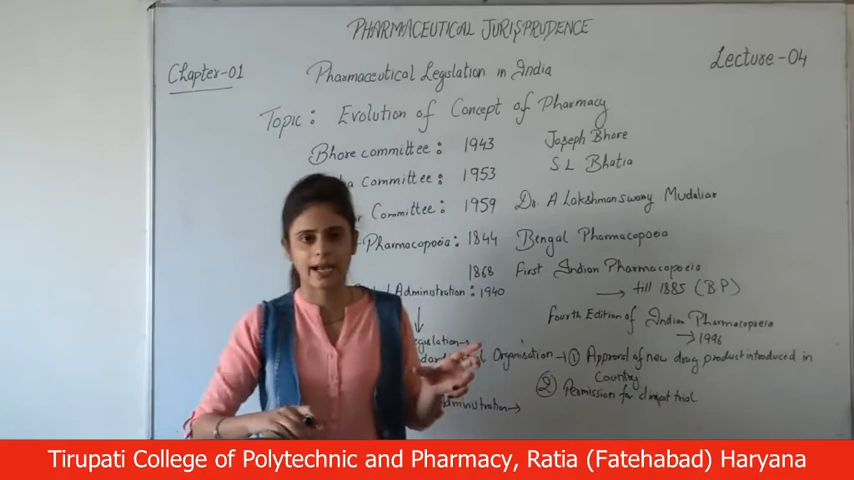 PHARMACEUTICAL JURISPRUDENCE
Chapter-01
Pharmaceutical Legislation in India
Lecture-04
Topic : Evolution of Concept of Pharmacy
Bhore committee : 1943 Joseph Bhore
Committee : 1953 S L Bhatia
Committee : 1959 Dr. A Lakshmanswamy Mudaliar
Pharmacopoeia : 1844 Bengal Pharmacopoea
1868 First Indian Pharmacopoeia
→ till 1885 (BP)
Adminutration : 1940
Fourth Edition of Indian Pharmacopoeia
→ 1996
egulation→
Organisation → ① Approval of new drug product introduced in
Country
② Permission for clinical trial.
Administration →
Tirupati College of Polytechnic and Pharmacy, Ratia (Fatehabad) Haryana